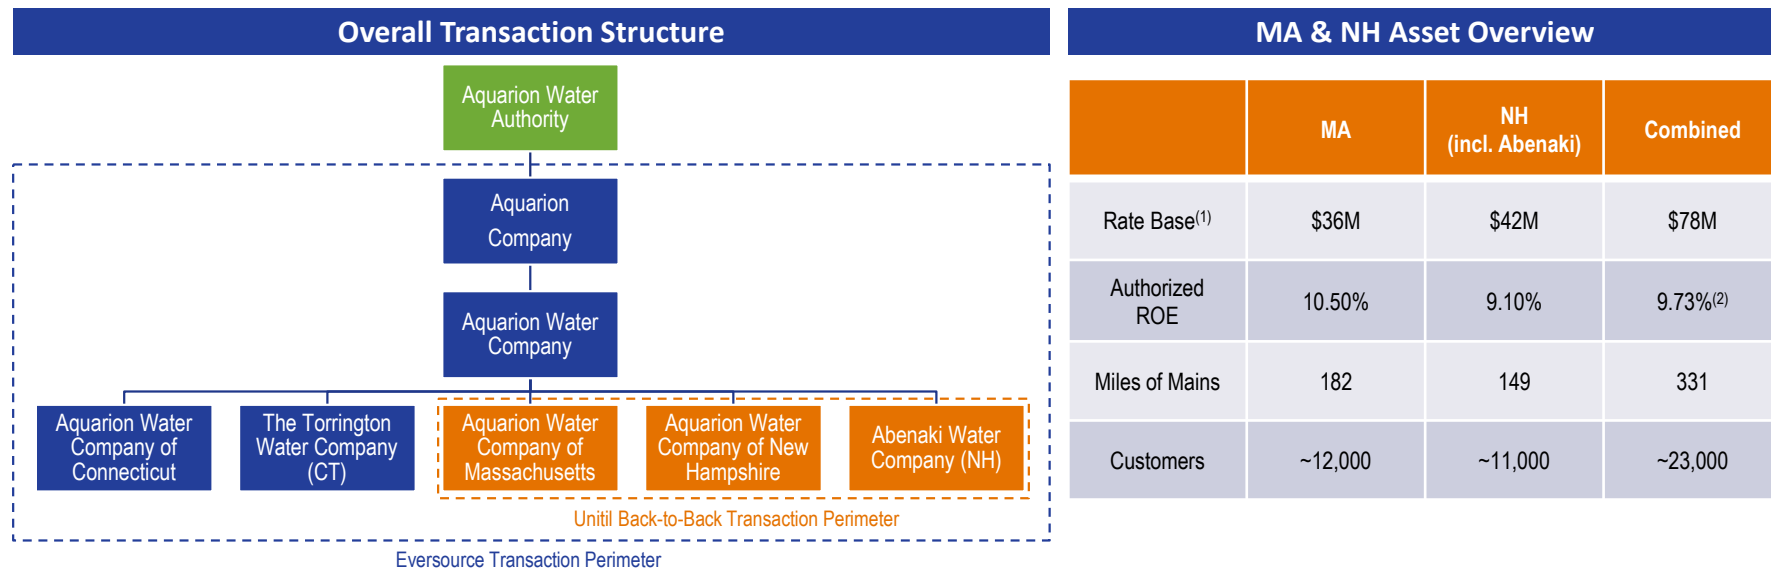 Overall Transaction Structure
Aquarion Water
Authority
Aquarion
Company
Aquarion Water
Company
Aquarion Water
Company of
Connecticut
The Torrington
Water Company
(CT)
Aquarion Water
Company of
Massachusetts
Aquarion Water
Company of New
Hampshire
Abenaki Water
Company (NH)
Unitil Back-to-Back Transaction Perimeter
Eversource Transaction Perimeter
MA & NH Asset Overview
MA
NH
(incl. Abenaki)
Combined
Rate Base(1) $36M $42M $78M
Authorized
ROE
10.50% 9.10% 9.73%(2)
Miles of Mains 182 149 331
Customers ~12,000 ~11,000 ~23,000